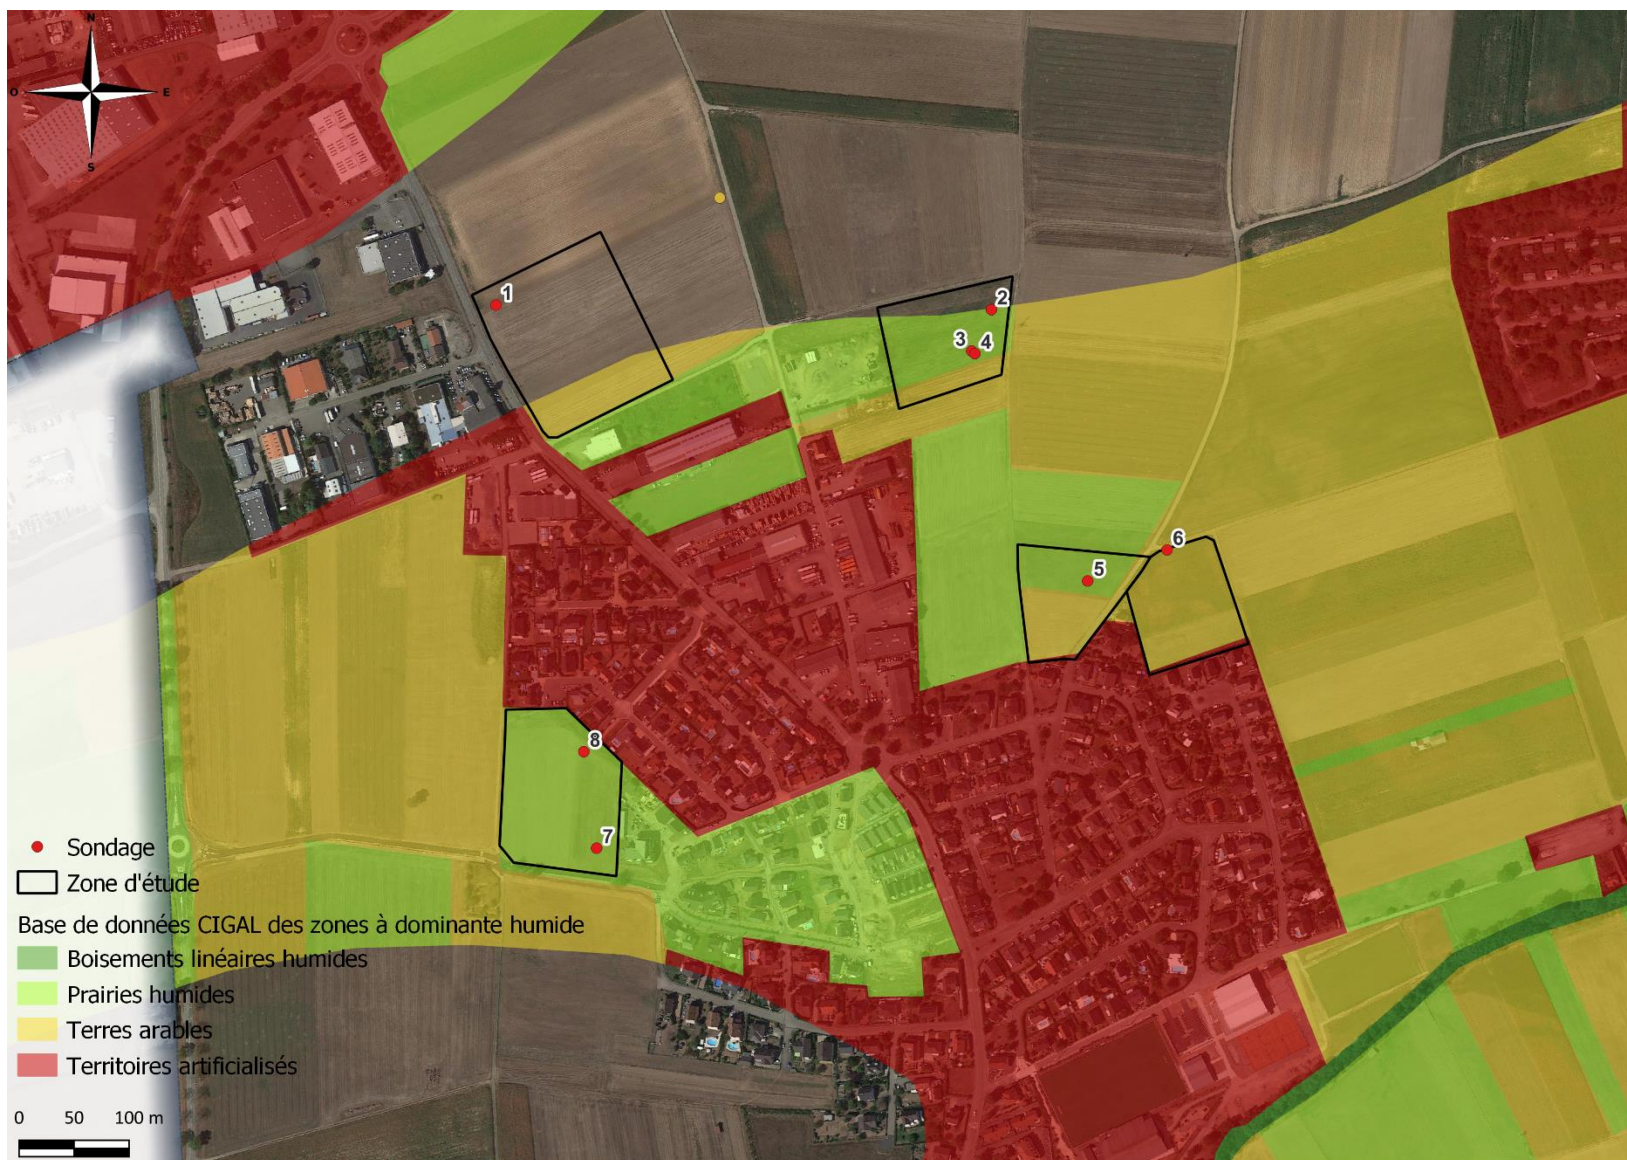 N
O E
S
1
2
3 4
5
6
8
7
Sondage
Zone d'étude
Base de données CIGAL des zones à dominante humide
Boisements linéaires humides
Prairies humides
Terres arables
Territoires artificialisés
0 50 100 m